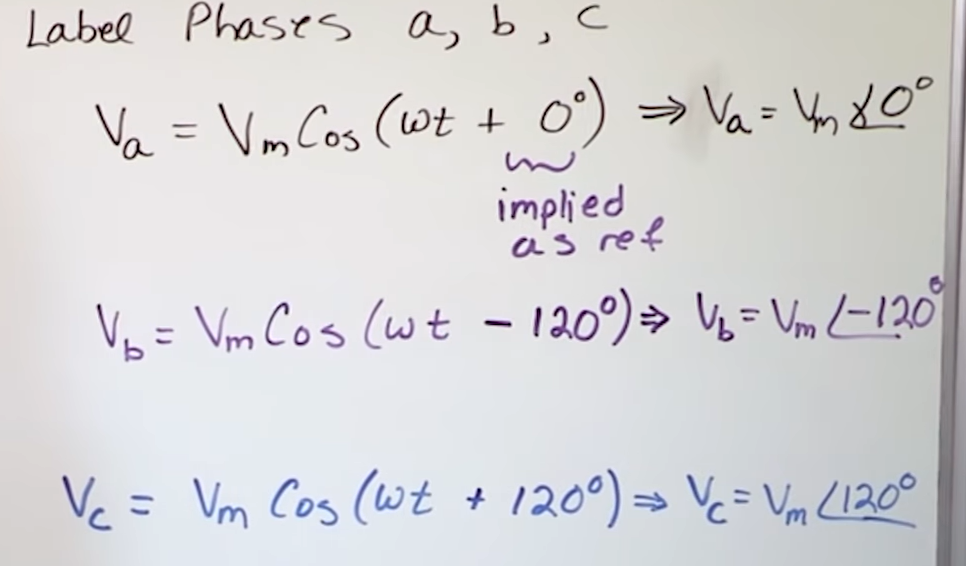 Label Phases a, b, c
Va = Vm Cos (ωt + 0°) ⇒ Va = Vm ∠0°
implied
as ref
Vb = Vm Cos (ωt - 120°) ⇒ Vb = Vm ∠-120°
Vc = Vm Cos (ωt + 120°) ⇒ Vc = Vm ∠120°